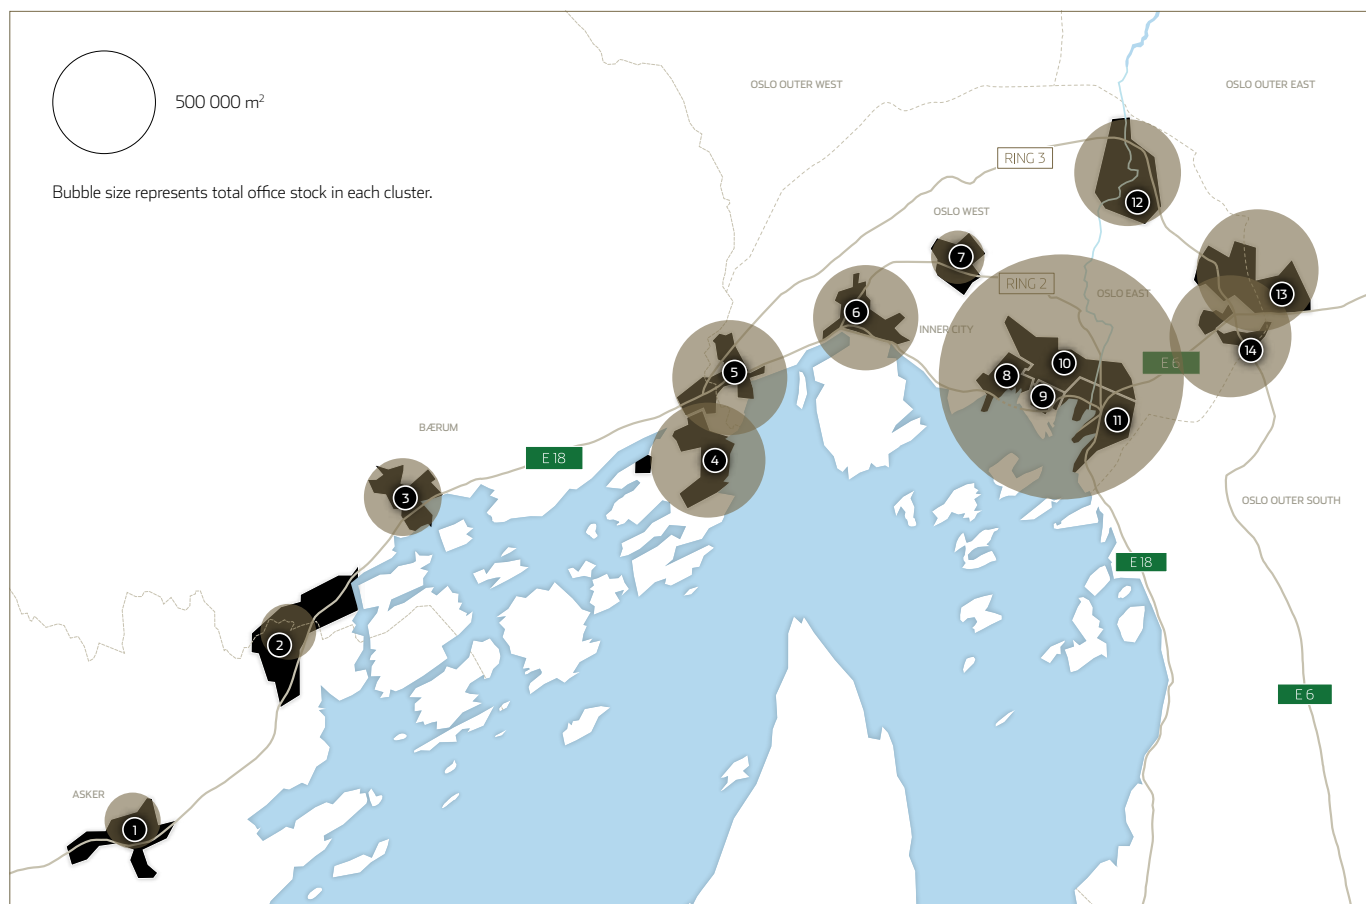 500 000 m²
Bubble size represents total office stock in each cluster.
OSLO OUTER WEST
OSLO OUTER EAST
RING 3
12
OSLO WEST
7
RING 2
OSLO EAST
13
6
INNER CITY
14
E 6
10
8
9
5
11
BÆRUM
E 18
4
3
OSLO OUTER SOUTH
E 18
2
E 6
ASKER
1